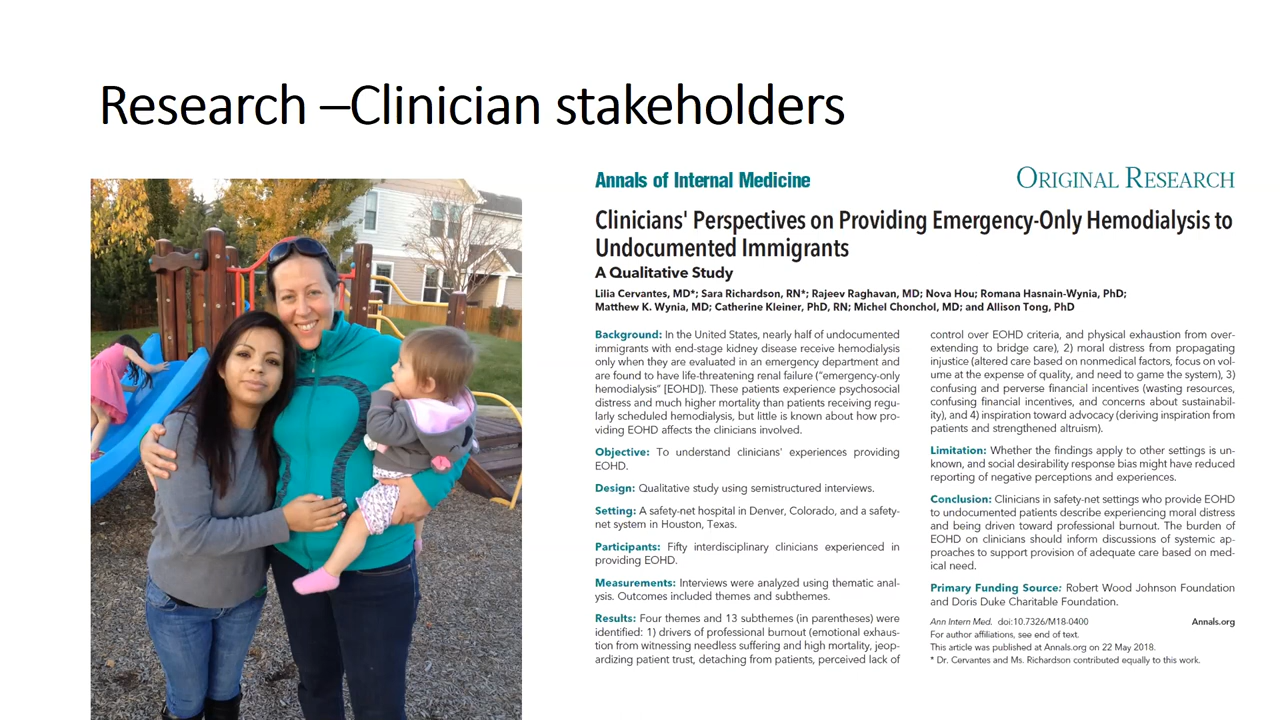 Research –Clinician stakeholders
Annals of Internal Medicine
ORIGINAL RESEARCH
Clinicians' Perspectives on Providing Emergency-Only Hemodialysis to
Undocumented Immigrants
A Qualitative Study
Lilia Cervantes, MD*; Sara Richardson, RN*; Rajeev Raghavan, MD; Nova Hou; Romana Hasnain-Wynia, PhD;
Matthew K. Wynia, MD; Catherine Kleiner, PhD, RN; Michel Chonchol, MD; and Allison Tong, PhD
Background: In the United States, nearly half of undocumented
immigrants with end-stage kidney disease receive hemodialysis
only when they are evaluated in an emergency department and
are found to have life-threatening renal failure ("emergency-only
hemodialysis" [EOHD]). These patients experience psychosocial
distress and much higher mortality than patients receiving regu-
larly scheduled hemodialysis, but little is known about how pro-
viding EOHD affects the clinicians involved.
Objective: To understand clinicians' experiences providing
EOHD.
Design: Qualitative study using semistructured interviews.
Setting: A safety-net hospital in Denver, Colorado, and a safety-
net system in Houston, Texas.
Participants: Fifty interdisciplinary clinicians experienced in
providing EOHD.
Measurements: Interviews were analyzed using thematic anal-
ysis. Outcomes included themes and subthemes.
Results: Four themes and 13 subthemes (in parentheses) were
identified: 1) drivers of professional burnout (emotional exhaus-
tion from witnessing needless suffering and high mortality, jeop-
ardizing patient trust, detaching from patients, perceived lack of
control over EOHD criteria, and physical exhaustion from over-
extending to bridge care), 2) moral distress from propagating
injustice (altered care based on nonmedical factors, focus on vol-
ume at the expense of quality, and need to game the system), 3)
confusing and perverse financial incentives (wasting resources,
confusing financial incentives, and concerns about sustainabil-
ity), and 4) inspiration toward advocacy (deriving inspiration from
patients and strengthened altruism).
Limitation: Whether the findings apply to other settings is un-
known, and social desirability response bias might have reduced
reporting of negative perceptions and experiences.
Conclusion: Clinicians in safety-net settings who provide EOHD
to undocumented patients describe experiencing moral distress
and being driven toward professional burnout. The burden of
EOHD on clinicians should inform discussions of systemic ap-
proaches to support provision of adequate care based on med-
ical need.
Primary Funding Source: Robert Wood Johnson Foundation
and Doris Duke Charitable Foundation.
Ann Intern Med. doi:10.7326/M18-0400 Annals.org
For author affiliations, see end of text.
This article was published at Annals.org on 22 May 2018.
* Dr. Cervantes and Ms. Richardson contributed equally to this work.